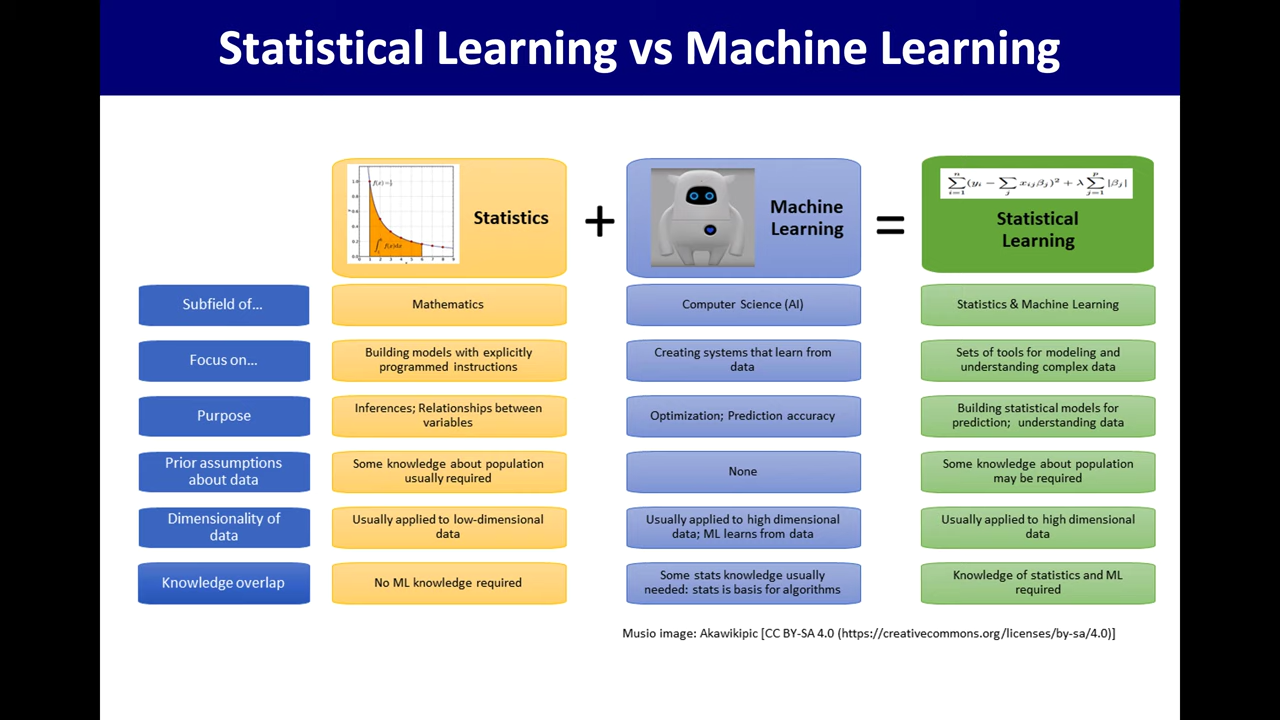 Statistical Learning vs Machine Learning
f(x)=
f(x)dx
Statistics
+
Machine
Learning
=
∑ᵢ₌₁ⁿ(yᵢ − ∑ⱼ xᵢⱼβⱼ)² + λ∑ⱼ₌₁ᵖ|βⱼ|
Statistical
Learning
Subfield of...
Mathematics
Computer Science (AI)
Statistics & Machine Learning
Focus on...
Building models with explicitly
programmed instructions
Creating systems that learn from
data
Sets of tools for modeling and
understanding complex data
Purpose
Inferences; Relationships between
variables
Optimization; Prediction accuracy
Building statistical models for
prediction; understanding data
Prior assumptions
about data
Some knowledge about population
usually required
None
Some knowledge about population
may be required
Dimensionality of
data
Usually applied to low-dimensional
data
Usually applied to high dimensional
data; ML learns from data
Usually applied to high dimensional
data
Knowledge overlap
No ML knowledge required
Some stats knowledge usually
needed: stats is basis for algorithms
Knowledge of statistics and ML
required
Musio image: Akawikipic [CC BY-SA 4.0 (https://creativecommons.org/licenses/by-sa/4.0)]